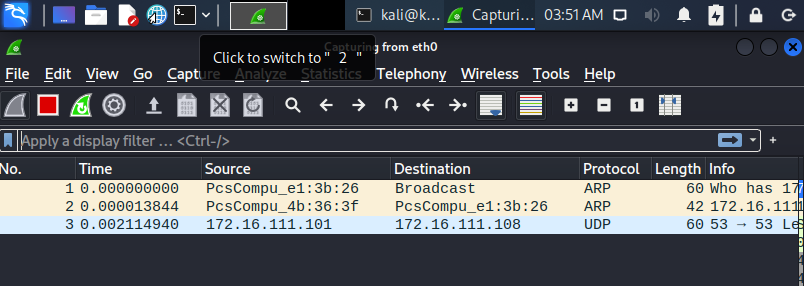 kali@k... Capturi... 03:51 AM
Click to switch to " 2 "
Capturing from eth0
File Edit View Go Capture Analyze Statistics Telephony Wireless Tools Help
Apply a display filter ... <Ctrl-/>
No. Time Source Destination Protocol Length Info
1 0.000000000 PcsCompu_e1:3b:26 Broadcast ARP 60 Who has 17
2 0.000013844 PcsCompu_4b:36:3f PcsCompu_e1:3b:26 ARP 42 172.16.111
3 0.002114940 172.16.111.101 172.16.111.108 UDP 60 53 → 53 Le